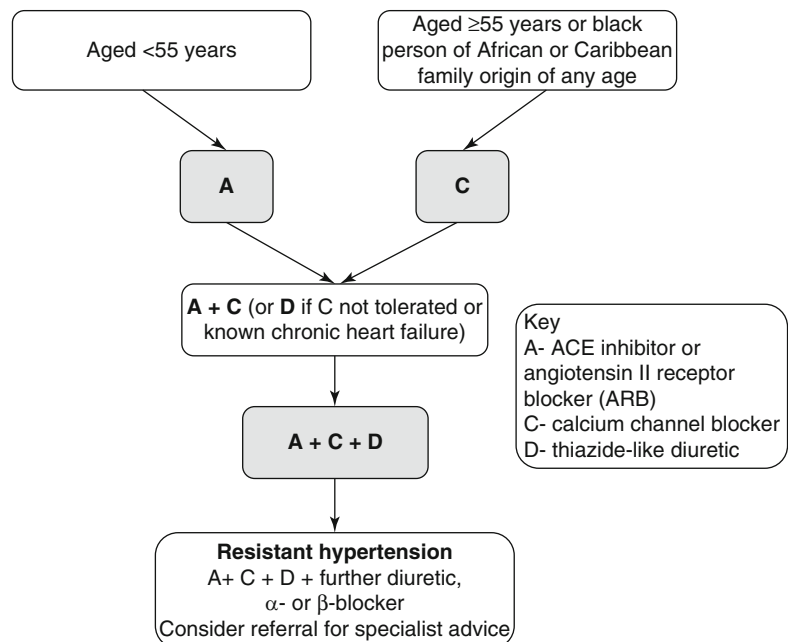 Aged <55 years
Aged ≥55 years or black
person of African or Caribbean
family origin of any age
A
C
A + C (or D if C not tolerated or
known chronic heart failure)
Key
A- ACE inhibitor or
angiotensin II receptor
blocker (ARB)
C- calcium channel blocker
D- thiazide-like diuretic
A + C + D
Resistant hypertension
A+ C + D + further diuretic,
α- or β-blocker
Consider referral for specialist advice